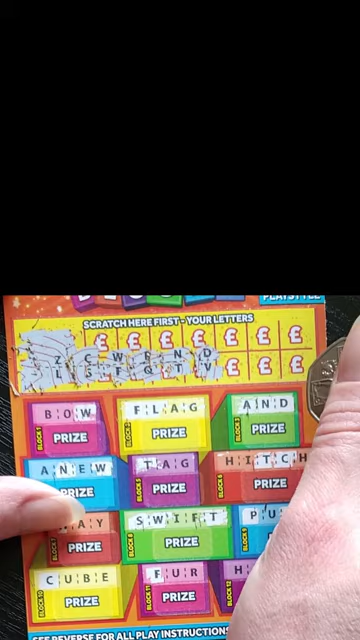 PLAYSTYLE
SCRATCH HERE FIRST - YOUR LETTERS
£ £ £ £ £ £ £
Z C W F N D
L S F Q T V £ £ £
BOW FLAG AND
BLOCK 1 PRIZE BLOCK 2 PRIZE BLOCK 3 PRIZE
ANEW TAG HITCH
PRIZE BLOCK 5 PRIZE BLOCK 6 PRIZE
AY SWIFT PU
BLOCK 7 PRIZE BLOCK 8 PRIZE P
CUBE FUR H
BLOCK 10 PRIZE BLOCK 11 PRIZE BLOCK 12
SEE REVERSE FOR ALL PLAY INSTRUCTIONS